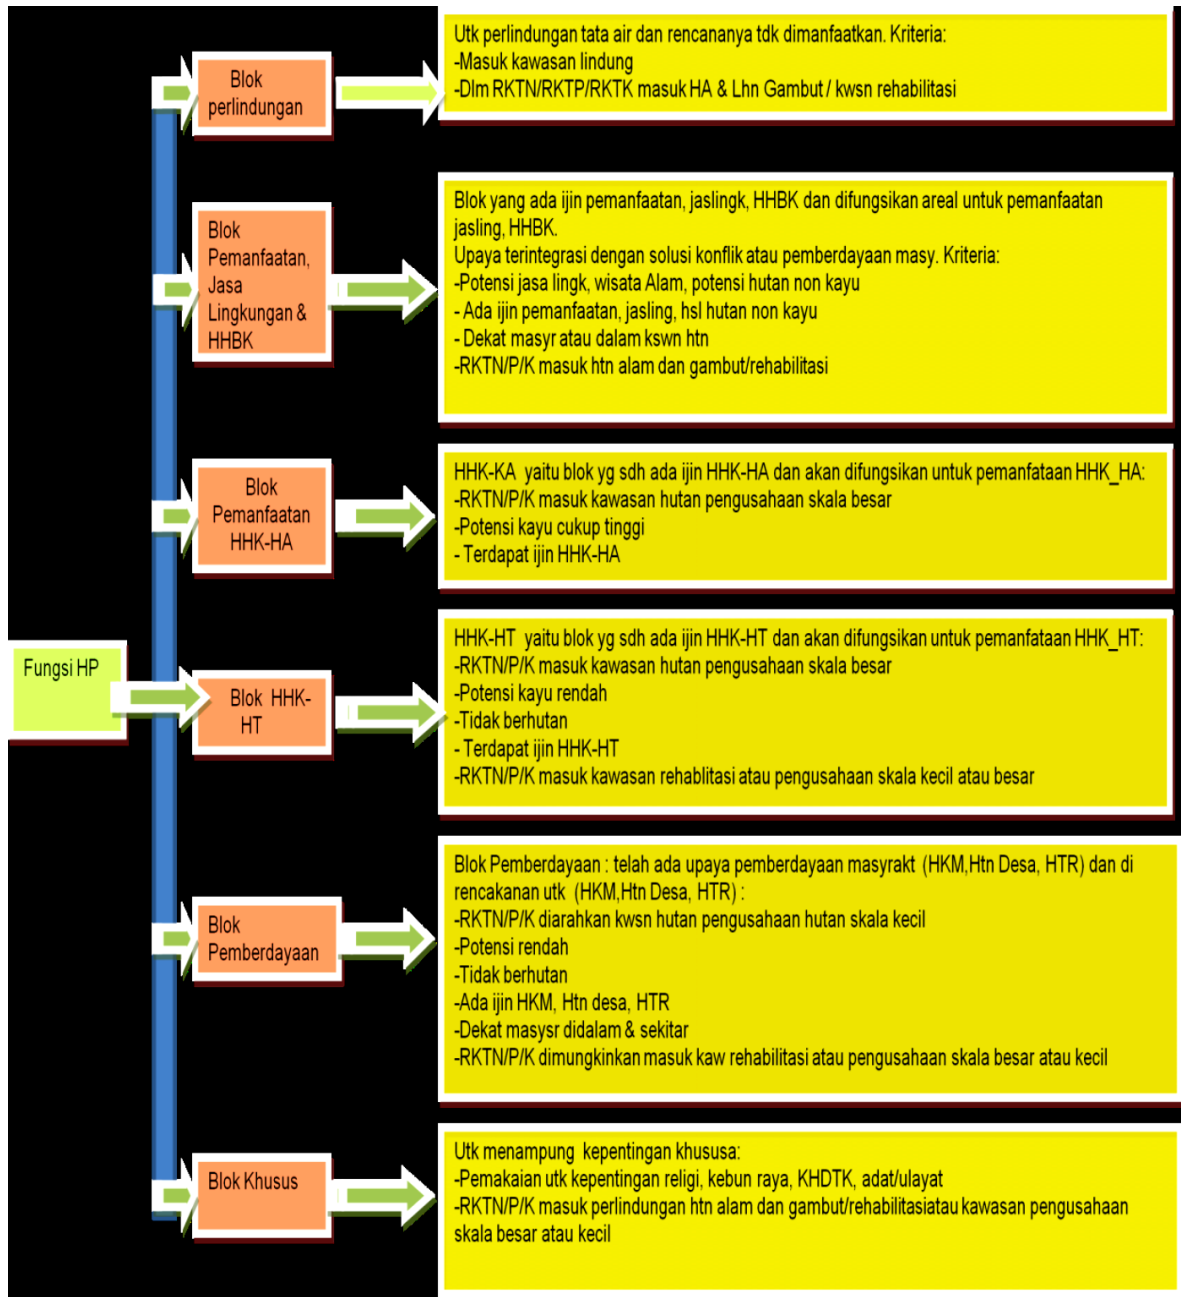 Fungsi HP
Blok
perlindungan
Utk perlindungan tata air dan rencananya tdk dimanfaatkan. Kriteria:
-Masuk kawasan lindung
-Dlm RKTN/RKTP/RKTK masuk HA & Lhn Gambut / kwsn rehabilitasi
Blok
Pemanfaatan,
Jasa
Lingkungan &
HHBK
Blok yang ada ijin pemanfaatan, jaslingk, HHBK dan difungsikan areal untuk pemanfaatan
jasling, HHBK.
Upaya terintegrasi dengan solusi konflik atau pemberdayaan masy. Kriteria:
-Potensi jasa lingk, wisata Alam, potensi hutan non kayu
- Ada ijin pemanfaatan, jasling, hsl hutan non kayu
- Dekat masyr atau dalam kswn htn
-RKTN/P/K masuk htn alam dan gambut/rehabilitasi
Blok
Pemanfaatan
HHK-HA
HHK-KA yaitu blok yg sdh ada ijin HHK-HA dan akan difungsikan untuk pemanfataan HHK_HA:
-RKTN/P/K masuk kawasan hutan pengusahaan skala besar
-Potensi kayu cukup tinggi
- Terdapat ijin HHK-HA
Blok HHK-
HT
HHK-HT yaitu blok yg sdh ada ijin HHK-HT dan akan difungsikan untuk pemanfataan HHK_HT:
-RKTN/P/K masuk kawasan hutan pengusahaan skala besar
-Potensi kayu rendah
-Tidak berhutan
- Terdapat ijin HHK-HT
-RKTN/P/K masuk kawasan rehablitasi atau pengusahaan skala kecil atau besar
Blok
Pemberdayaan
Blok Pemberdayaan : telah ada upaya pemberdayaan masyrakt (HKM,Htn Desa, HTR) dan di
rencakanan utk (HKM,Htn Desa, HTR) :
-RKTN/P/K diarahkan kwsn hutan pengusahaan hutan skala kecil
-Potensi rendah
-Tidak berhutan
-Ada ijin HKM, Htn desa, HTR
-Dekat masysr didalam & sekitar
-RKTN/P/K dimungkinkan masuk kaw rehabilitasi atau pengusahaan skala besar atau kecil
Blok Khusus
Utk menampung kepentingan khususa:
-Pemakaian utk kepentingan religi, kebun raya, KHDTK, adat/ulayat
-RKTN/P/K masuk perlindungan htn alam dan gambut/rehabilitasiatau kawasan pengusahaan
skala besar atau kecil